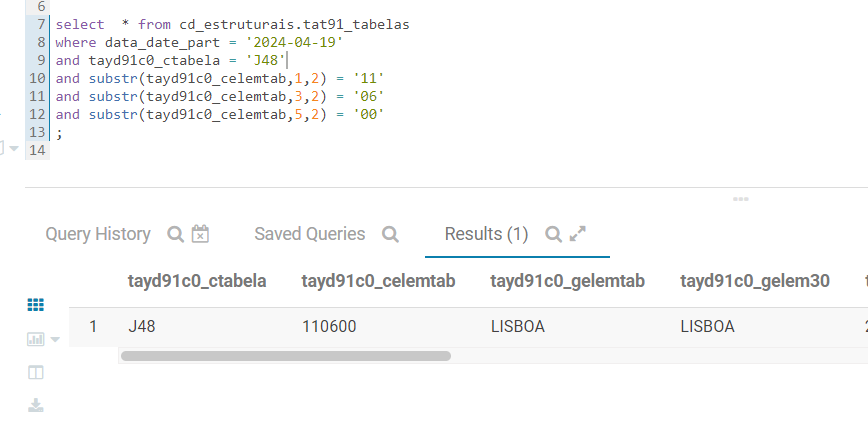 6
7 select  * from cd_estruturais.tat91_tabelas
8 where data_date_part = '2024-04-19'
9 and tayd91c0_ctabela = 'J48'
10 and substr(tayd91c0_celemtab,1,2) = '11'
11 and substr(tayd91c0_celemtab,3,2) = '06'
12 and substr(tayd91c0_celemtab,5,2) = '00'
13 ;
14
Query History Saved Queries Results (1)
tayd91c0_ctabela tayd91c0_celemtab tayd91c0_gelemtab tayd91c0_gelem30
1 J48 110600 LISBOA LISBOA